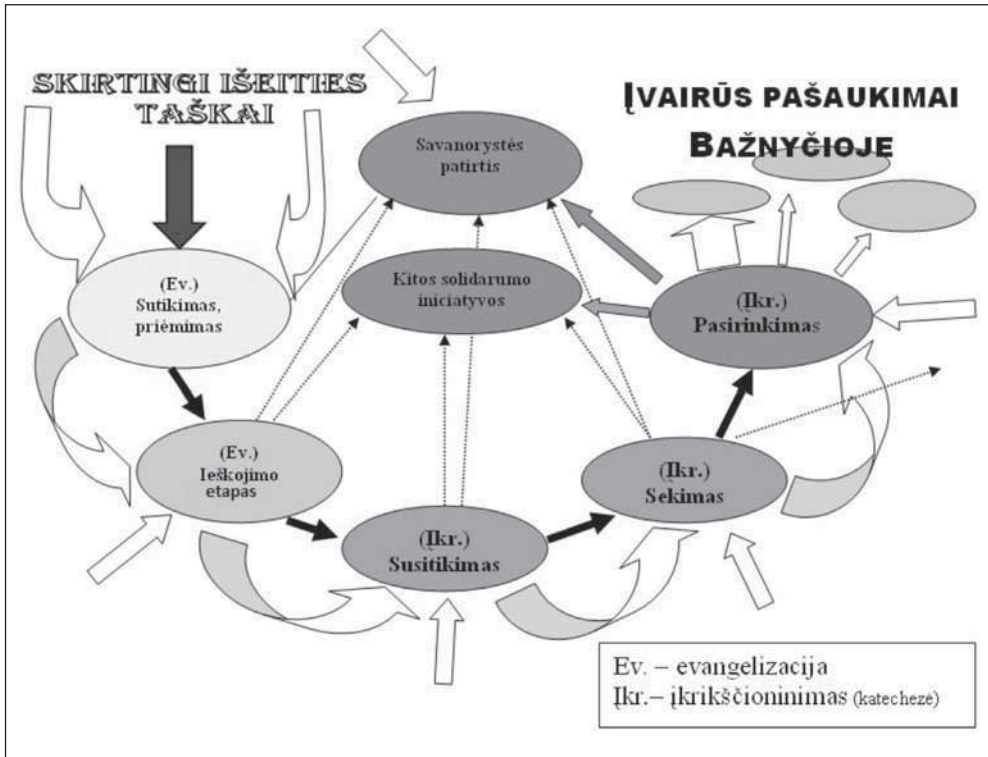 SKIRTINGI IŠEITIES
TAŠKAI
ĮVAIRŪS PAŠAUKIMAI
BAŽNYČIOJE
Savanorystės
patirtis
(Ev.)
Sutikimas,
priėmimas
Kitos solidarumo
iniciatyvos
(Įkr.)
Pasirinkimas
(Ev.)
Ieškojimo
etapas
(Įkr.)
Sekimas
(Įkr.)
Susitikimas
Ev. – evangelizacija
Įkr.– įkrikščioninimas (katechezė)